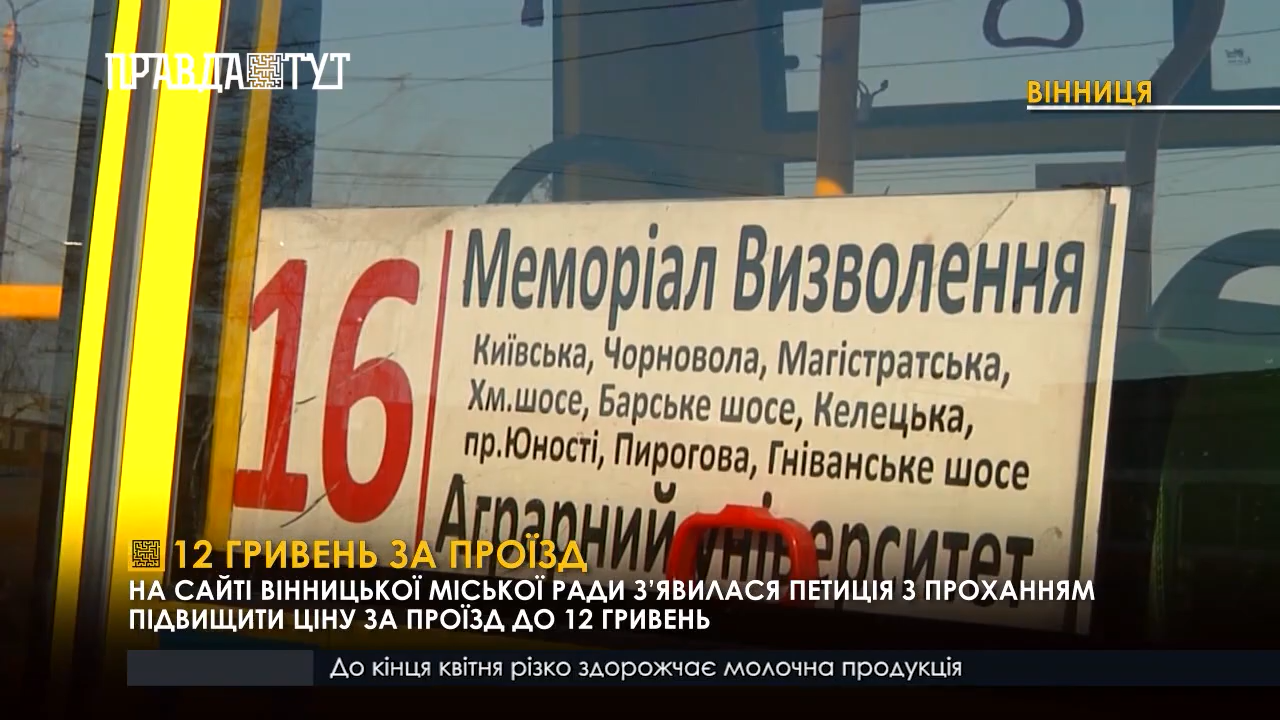 ПРАВДА ТУТ
ВІННИЦЯ
16
Меморіал Визволення
Київська, Чорновола, Магістратська,
Хм.шосе, Барське шосе, Келецька,
пр.Юності, Пирогова, Гніванське шосе
Аграрний університет
12 ГРИВЕНЬ ЗА ПРОЇЗД
НА САЙТІ ВІННИЦЬКОЇ МІСЬКОЇ РАДИ З’ЯВИЛАСЯ ПЕТИЦІЯ З ПРОХАННЯМ
ПІДВИЩИТИ ЦІНУ ЗА ПРОЇЗД ДО 12 ГРИВЕНЬ
До кінця квітня різко здорожчає молочна продукція